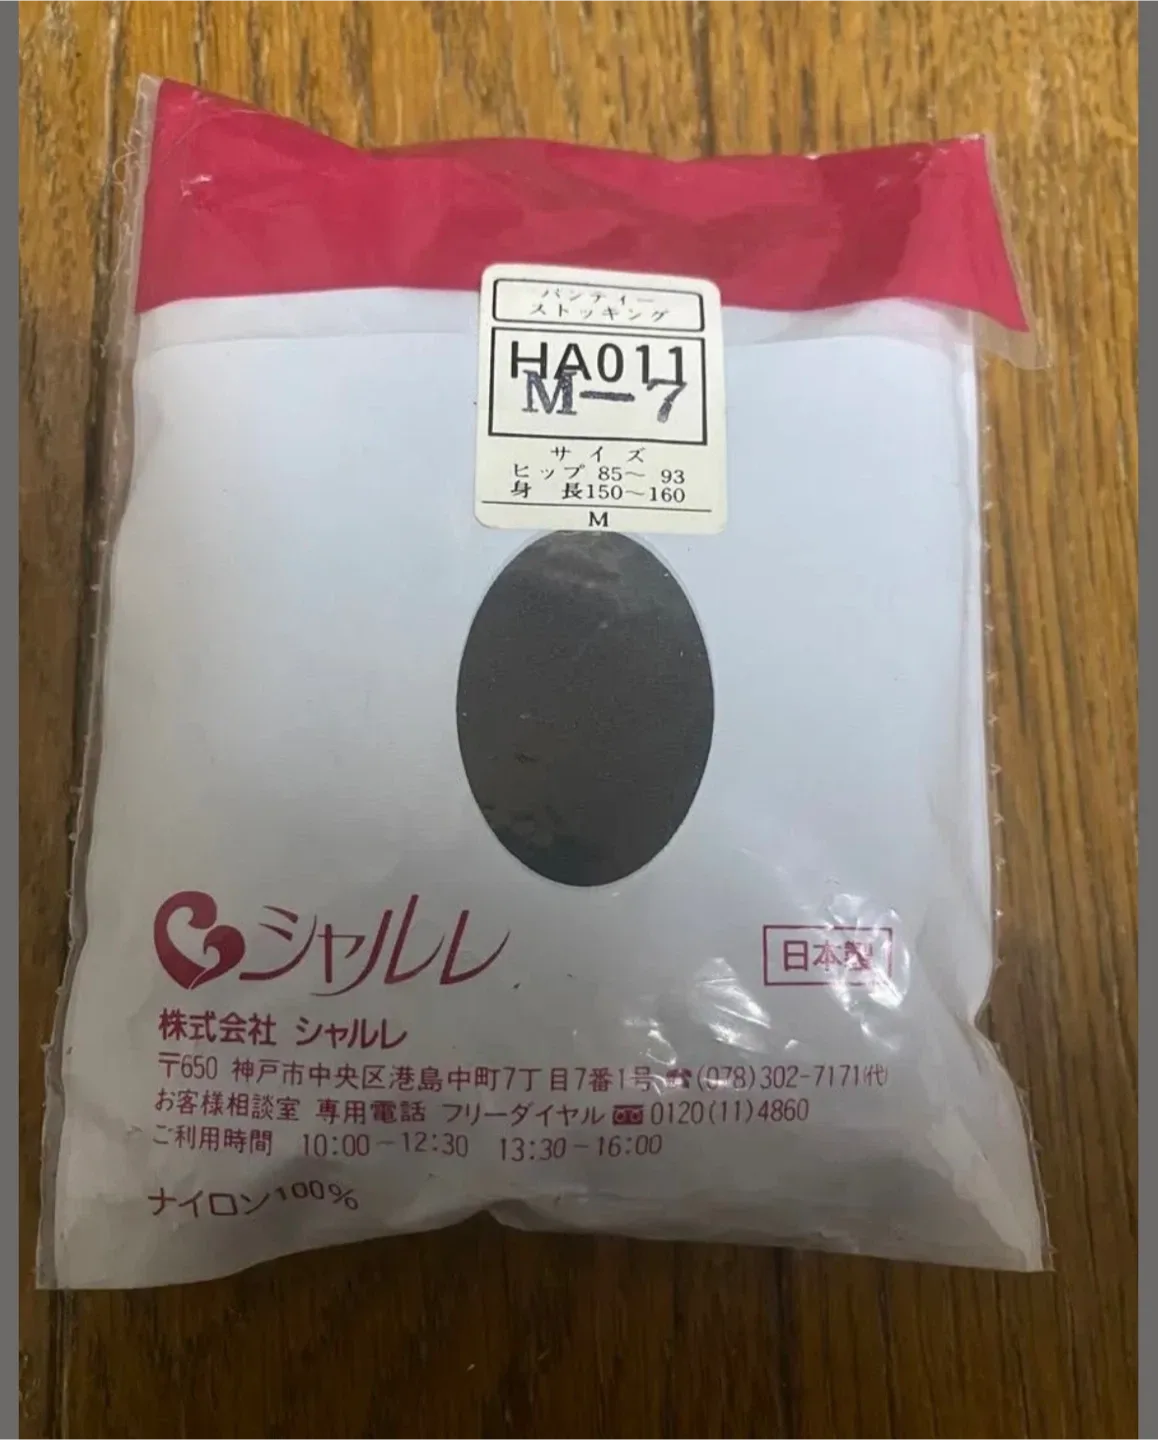 パンティー
ストッキング
HA011
M-7
サイズ
ヒップ 85～ 93
身 長150～160
M
シャルレ
日本製
株式会社 シャルレ
〒650 神戸市中央区港島中町7丁目7番1号 ☎(078)302-7171(代)
お客様相談室 専用電話 フリーダイヤル 0120(11)4860
ご利用時間 10:00－12:30 13:30－16:00
ナイロン100%